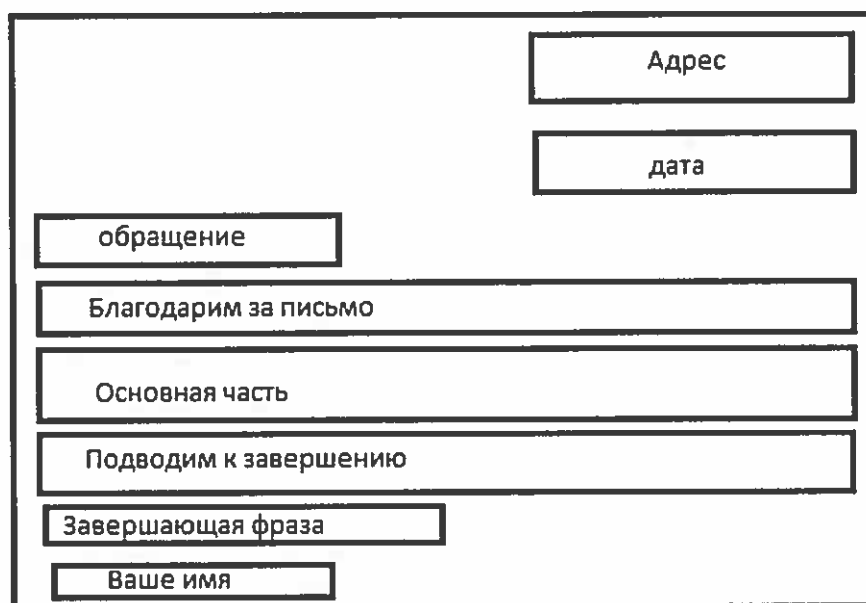 Адрес
дата
обращение
Благодарим за письмо
Основная часть
Подводим к завершению
Завершающая фраза
Ваше имя